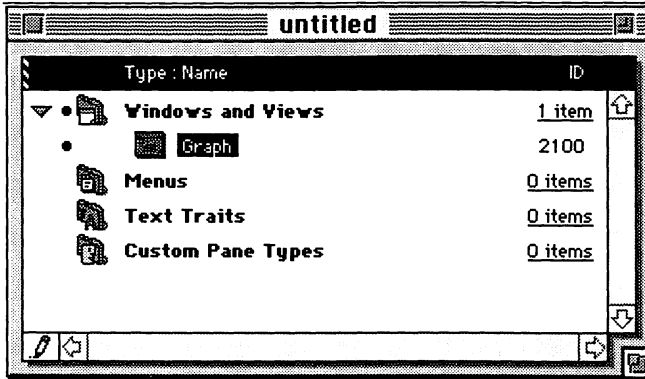 untitled
Type : Name ID
Windows and Views 1 item
Graph 2100
Menus 0 items
Text Traits 0 items
Custom Pane Types 0 items